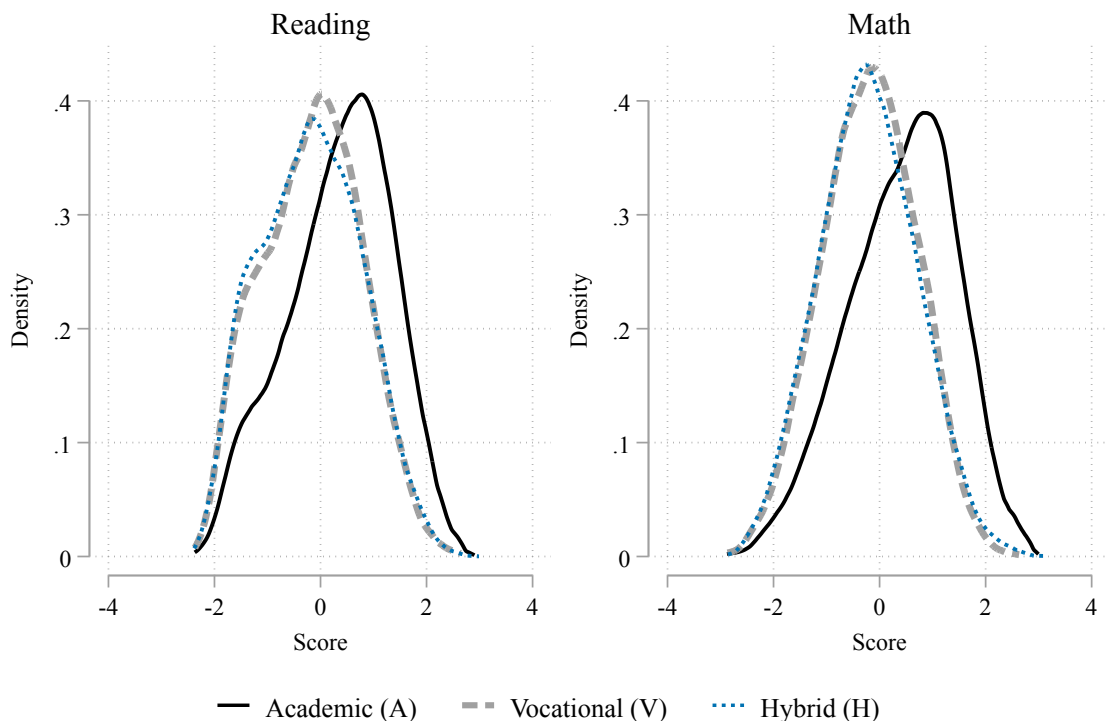 Reading
Density
.4
.3
.2
.1
0
-4 -2 0 2 4
Score
Math
Density
.4
.3
.2
.1
0
-4 -2 0 2 4
Score
Academic (A) Vocational (V) Hybrid (H)